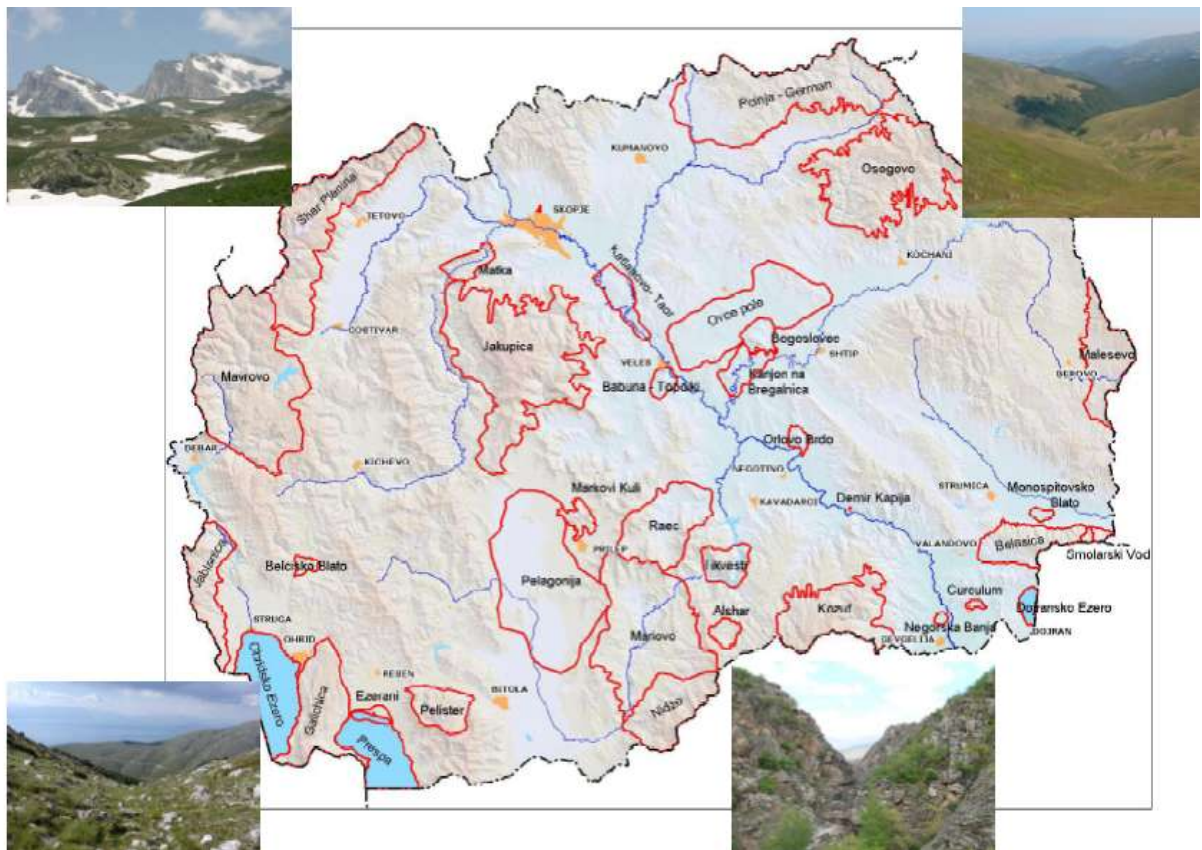 Pcinja - German
KUMANOVO
Osogovo
Shar Planina
TETOVO
SKOPJE
KOCHANI
Matka
Katlanovo - Taor
Ovce pole
GOSTIVAR
Jakupica
Bogoslovec
SHTIP
Malesevo
VELES
Kanjon na
Bregalnica
BEROVO
Mavrovo
Babuna - Topolki
Orlovo Brdo
DEBAR
KICHEVO
NEGOTINO
Markovi Kuli
KAVADARCI
Demir Kapija
STRUMICA
Monospitovsko
Blato
Raec
PRILEP
VALANDOVO
Belasica
Smolarski Vod
Jablanica
Belcisko Blato
Pelagonija
Tikvesh
Curculum
Alshar
Kozuf
Dojransko Ezero
STRUGA
Mariovo
Negorska Banja
DOJRAN
OHRID
GEVGELIJA
Ohridsko Ezero
Galichica
RESEN
Ezerani
Pelister
BITOLA
Nidze
Prespa